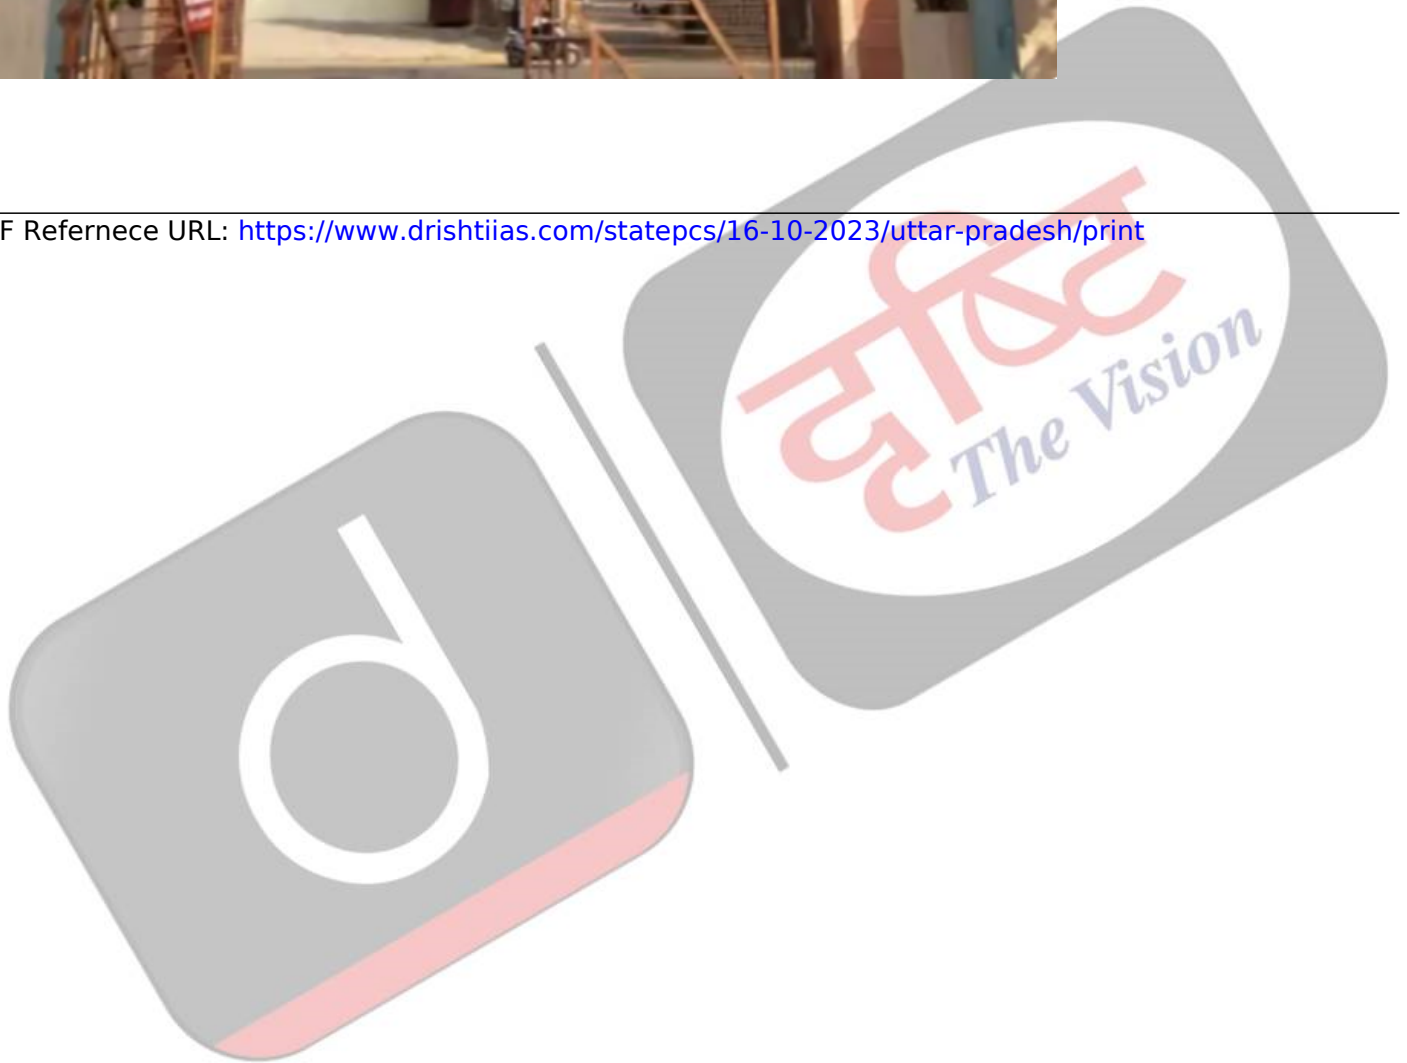 F Refernece URL: https://www.drishtiias.com/statepcs/16-10-2023/uttar-pradesh/print
दृष्टि
The Vision
d